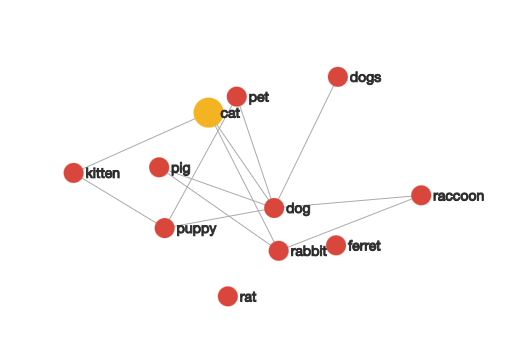 dogs
pet
cat
kitten
pig
raccoon
dog
puppy
ferret
rabbit
rat